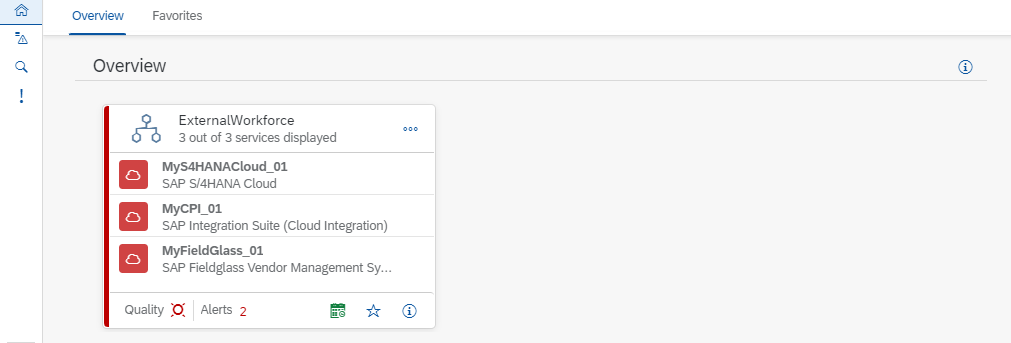 Overview Favorites
Overview
ExternalWorkforce
3 out of 3 services displayed
MyS4HANACloud_01
SAP S/4HANA Cloud
MyCPI_01
SAP Integration Suite (Cloud Integration)
MyFieldGlass_01
SAP Fieldglass Vendor Management Sy...
Quality Alerts 2